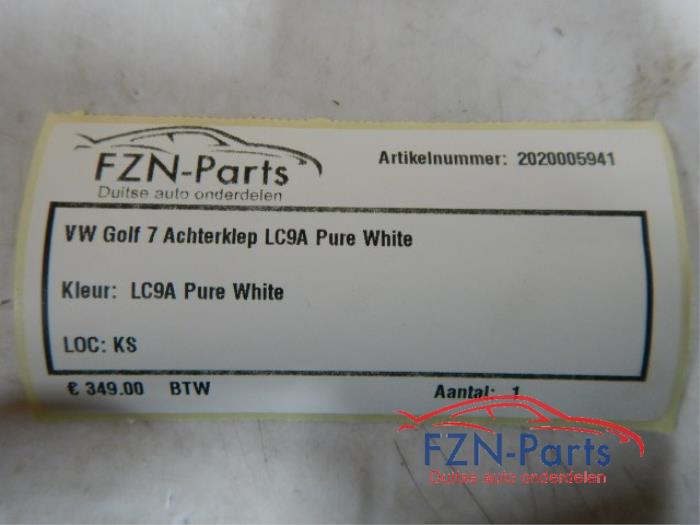 FZN-Parts
Duitse auto onderdelen
Artikelnummer: 2020005941
VW Golf 7 Achterklep LC9A Pure White
Kleur: LC9A Pure White
LOC: KS
€ 349.00 BTW
Aantal: 1
FZN-Parts
Duitse auto onderdelen